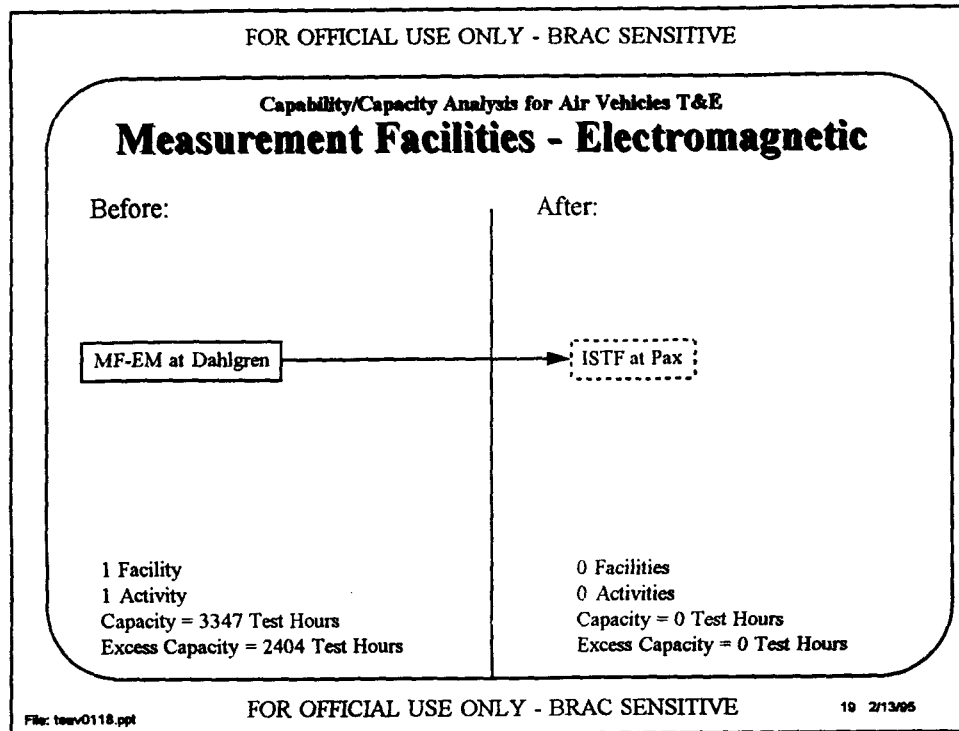 FOR OFFICIAL USE ONLY - BRAC SENSITIVE
Capability/Capacity Analysis for Air Vehicles T&E
Measurement Facilities - Electromagnetic
Before:
After:
MF-EM at Dahlgren
ISTF at Pax
1 Facility
1 Activity
Capacity = 3347 Test Hours
Excess Capacity = 2404 Test Hours
0 Facilities
0 Activities
Capacity = 0 Test Hours
Excess Capacity = 0 Test Hours
File:
FOR OFFICIAL USE ONLY - BRAC SENSITIVE
19 2/13/95